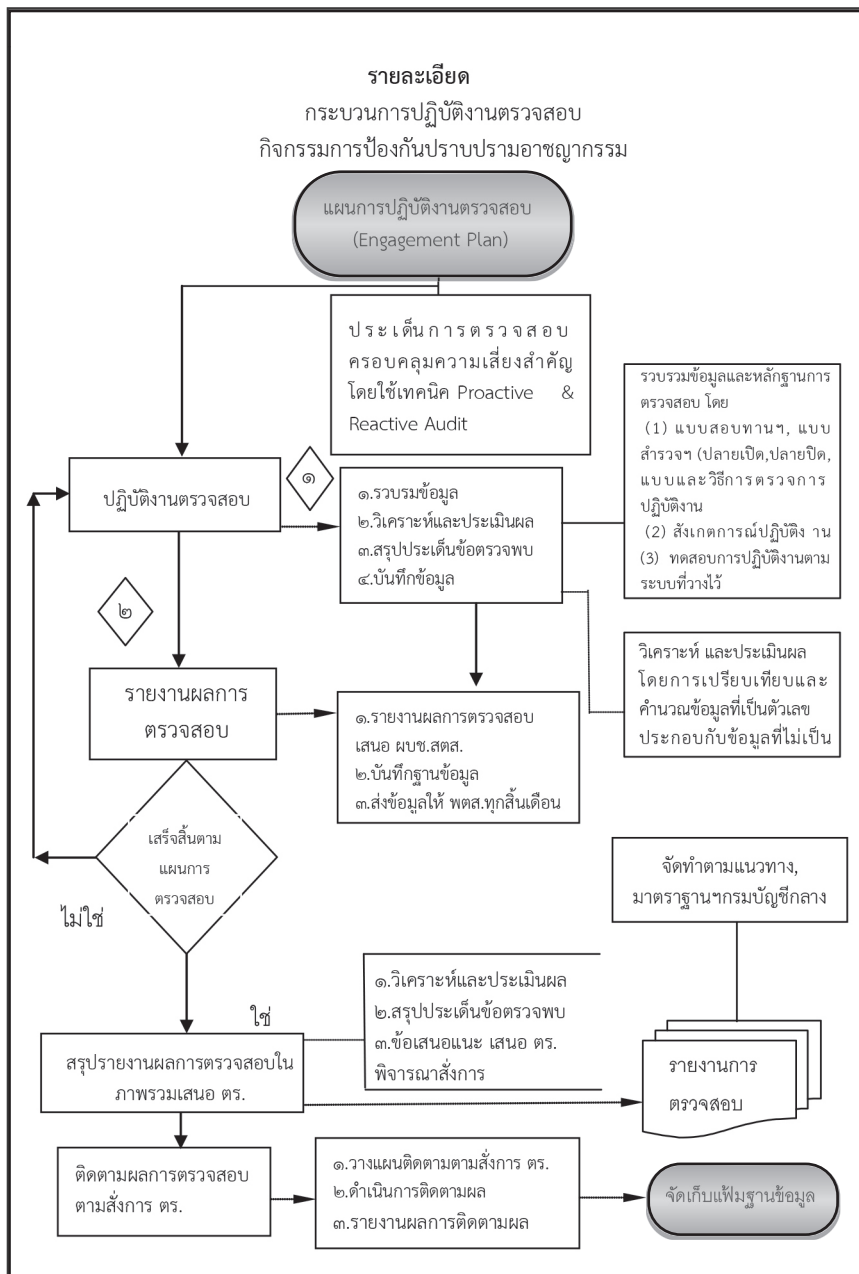 รายละเอียด
กระบวนการปฏิบัติงานตรวจสอบ
กิจกรรมการป้องกันปราบปรามอาชญากรรม
แผนการปฏิบัติงานตรวจสอบ
(Engagement Plan)
ประเด็นการตรวจสอบ
ครอบคลุมความเสี่ยงสำคัญ
โดยใช้เทคนิค Proactive &
Reactive Audit
รวบรวมข้อมูลและหลักฐานการ
ตรวจสอบ โดย
(1) แบบสอบทานฯ, แบบ
สำรวจฯ (ปลายเปิด,ปลายปิด,
แบบและวิธีการตรวจการ
ปฏิบัติงาน
(2) สังเกตการณ์ปฏิบัติง าน
(3) ทดสอบการปฏิบัติงานตาม
ระบบที่วางไว้
ปฏิบัติงานตรวจสอบ
๑
๑.รวบรมข้อมูล
๒.วิเคราะห์และประเมินผล
๓.สรุปประเด็นข้อตรวจพบ
๔.บันทึกข้อมูล
๒
วิเคราะห์ และประเมินผล
โดยการเปรียบเทียบและ
คำนวณข้อมูลที่เป็นตัวเลข
ประกอบกับข้อมูลที่ไม่เป็น
รายงานผลการ
ตรวจสอบ
๑.รายงานผลการตรวจสอบ
เสนอ ผบช.สตส.
๒.บันทึกฐานข้อมูล
๓.ส่งข้อมูลให้ พตส.ทุกสิ้นเดือน
เสร็จสิ้นตาม
แผนการ
ตรวจสอบ
ไม่ใช่
จัดทำตามแนวทาง,
มาตราฐานฯกรมบัญชีกลาง
ใช่
๑.วิเคราะห์และประเมินผล
๒.สรุปประเด็นข้อตรวจพบ
๓.ข้อเสนอแนะ เสนอ ตร.
พิจารณาสั่งการ
สรุปรายงานผลการตรวจสอบใน
ภาพรวมเสนอ ตร.
รายงานการ
ตรวจสอบ
ติดตามผลการตรวจสอบ
ตามสั่งการ ตร.
๑.วางแผนติดตามตามสั่งการ ตร.
๒.ดำเนินการติดตามผล
๓.รายงานผลการติดตามผล
จัดเก็บแฟ้มฐานข้อมูล